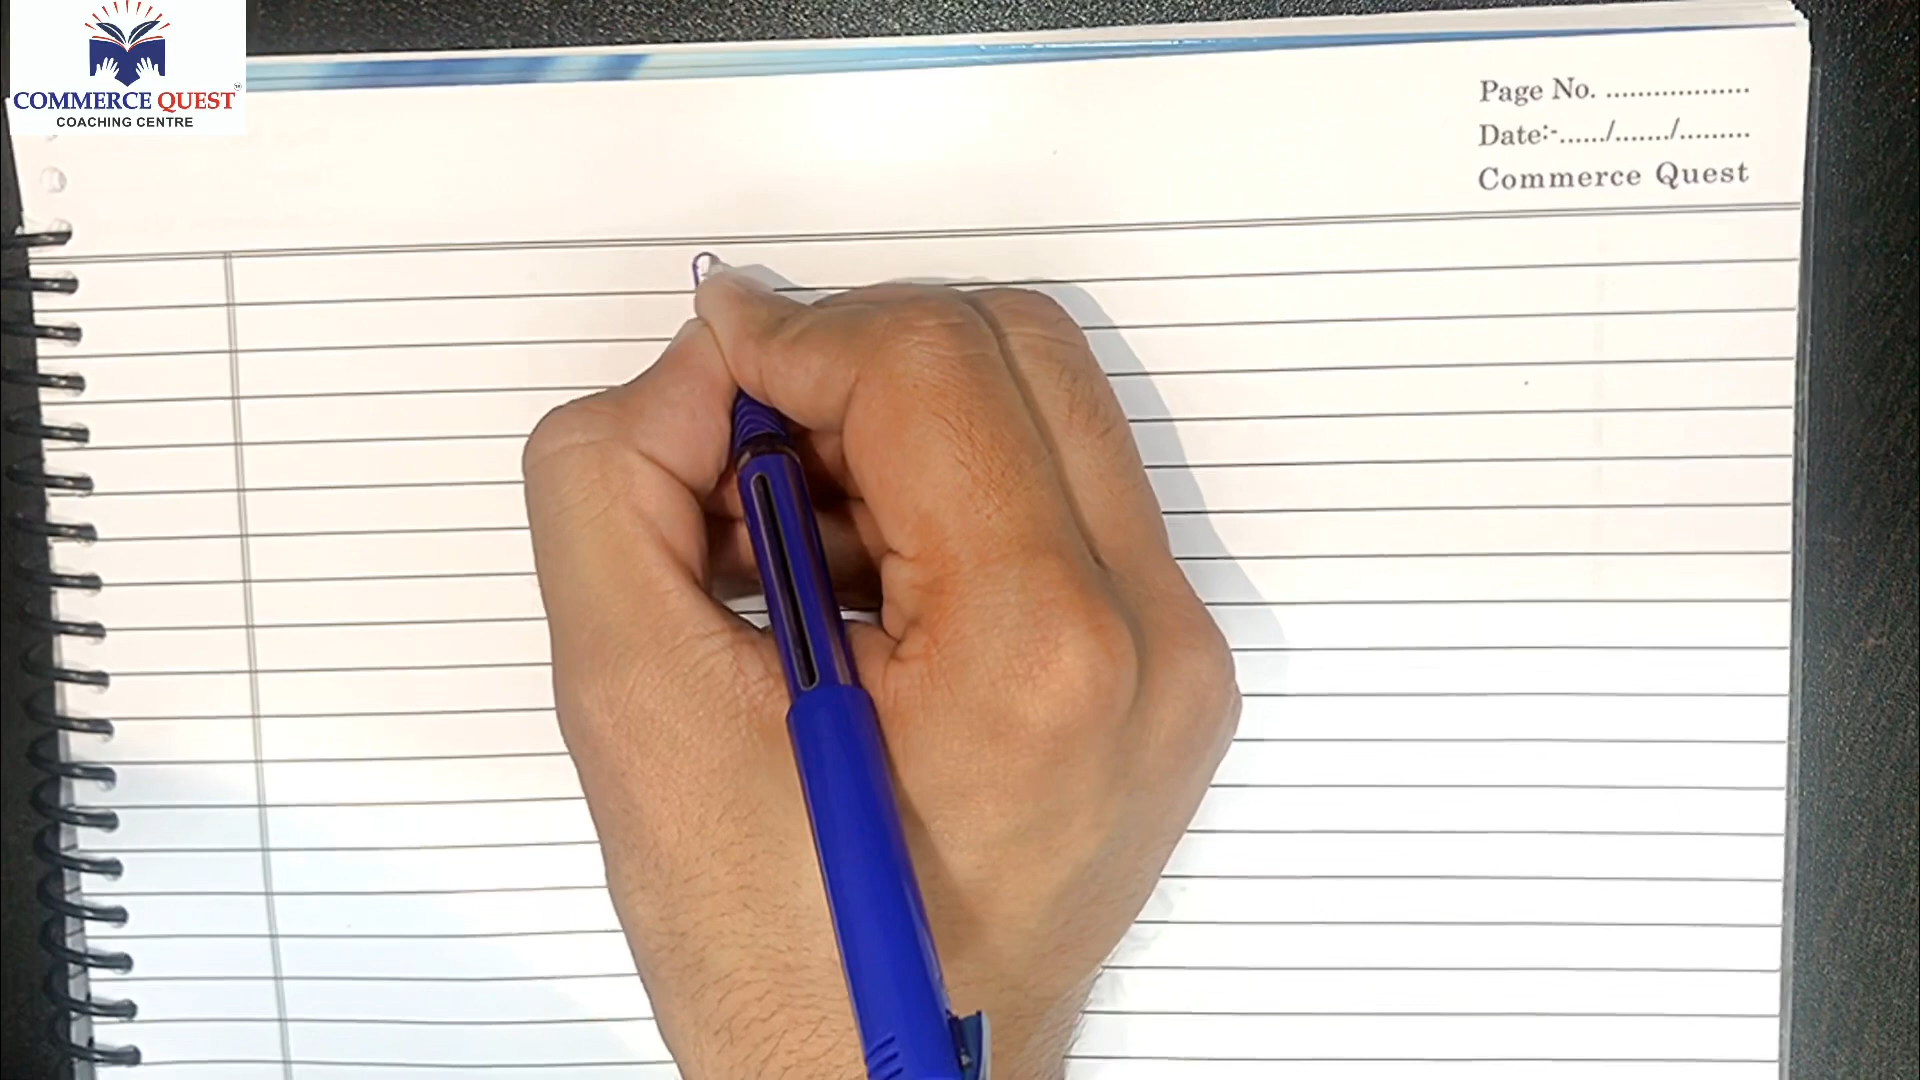 COMMERCE QUEST
COACHING CENTRE
Page No. ..................
Date:-....../......./.........
Commerce Quest